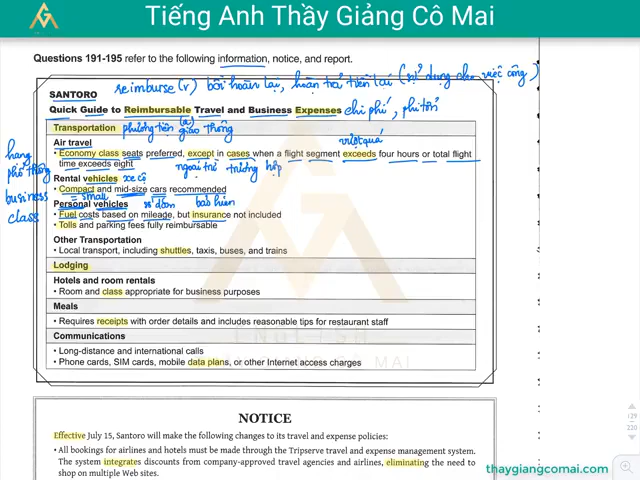 Tiếng Anh Thầy Giảng Cô Mai
Questions 191-195 refer to the following information, notice, and report.
reimburse (v) bồi hoàn lại, hoàn trả tiền lại (sử dụng cho việc công)
SANTORO
Quick Guide to Reimbursable Travel and Business Expenses chi phí, phí tổn
Transportation phương tiện (a) giao thông
Air travel vượt quá
• Economy class seats preferred, except in cases when a flight segment exceeds four hours or total flight
time exceeds eight ngoại trừ trường hợp
hạng
phổ thông
business
class
Rental vehicles xe cộ
• Compact and mid-size cars recommended
= small
Personal vehicles bảo hiểm
• Fuel costs based on mileage, but insurance not included
• Tolls and parking fees fully reimbursable
Other Transportation
• Local transport, including shuttles, taxis, buses, and trains
Lodging
Hotels and room rentals
• Room and class appropriate for business purposes
Meals
• Requires receipts with order details and includes reasonable tips for restaurant staff
Communications
• Long-distance and international calls
• Phone cards, SIM cards, mobile data plans, or other Internet access charges
NOTICE
Effective July 15, Santoro will make the following changes to its travel and expense policies:
• All bookings for airlines and hotels must be made through the Tripserve travel and expense management system.
The system integrates discounts from company-approved travel agencies and airlines, eliminating the need to
shop on multiple Web sites.
129
220
thaygiangcomai.com